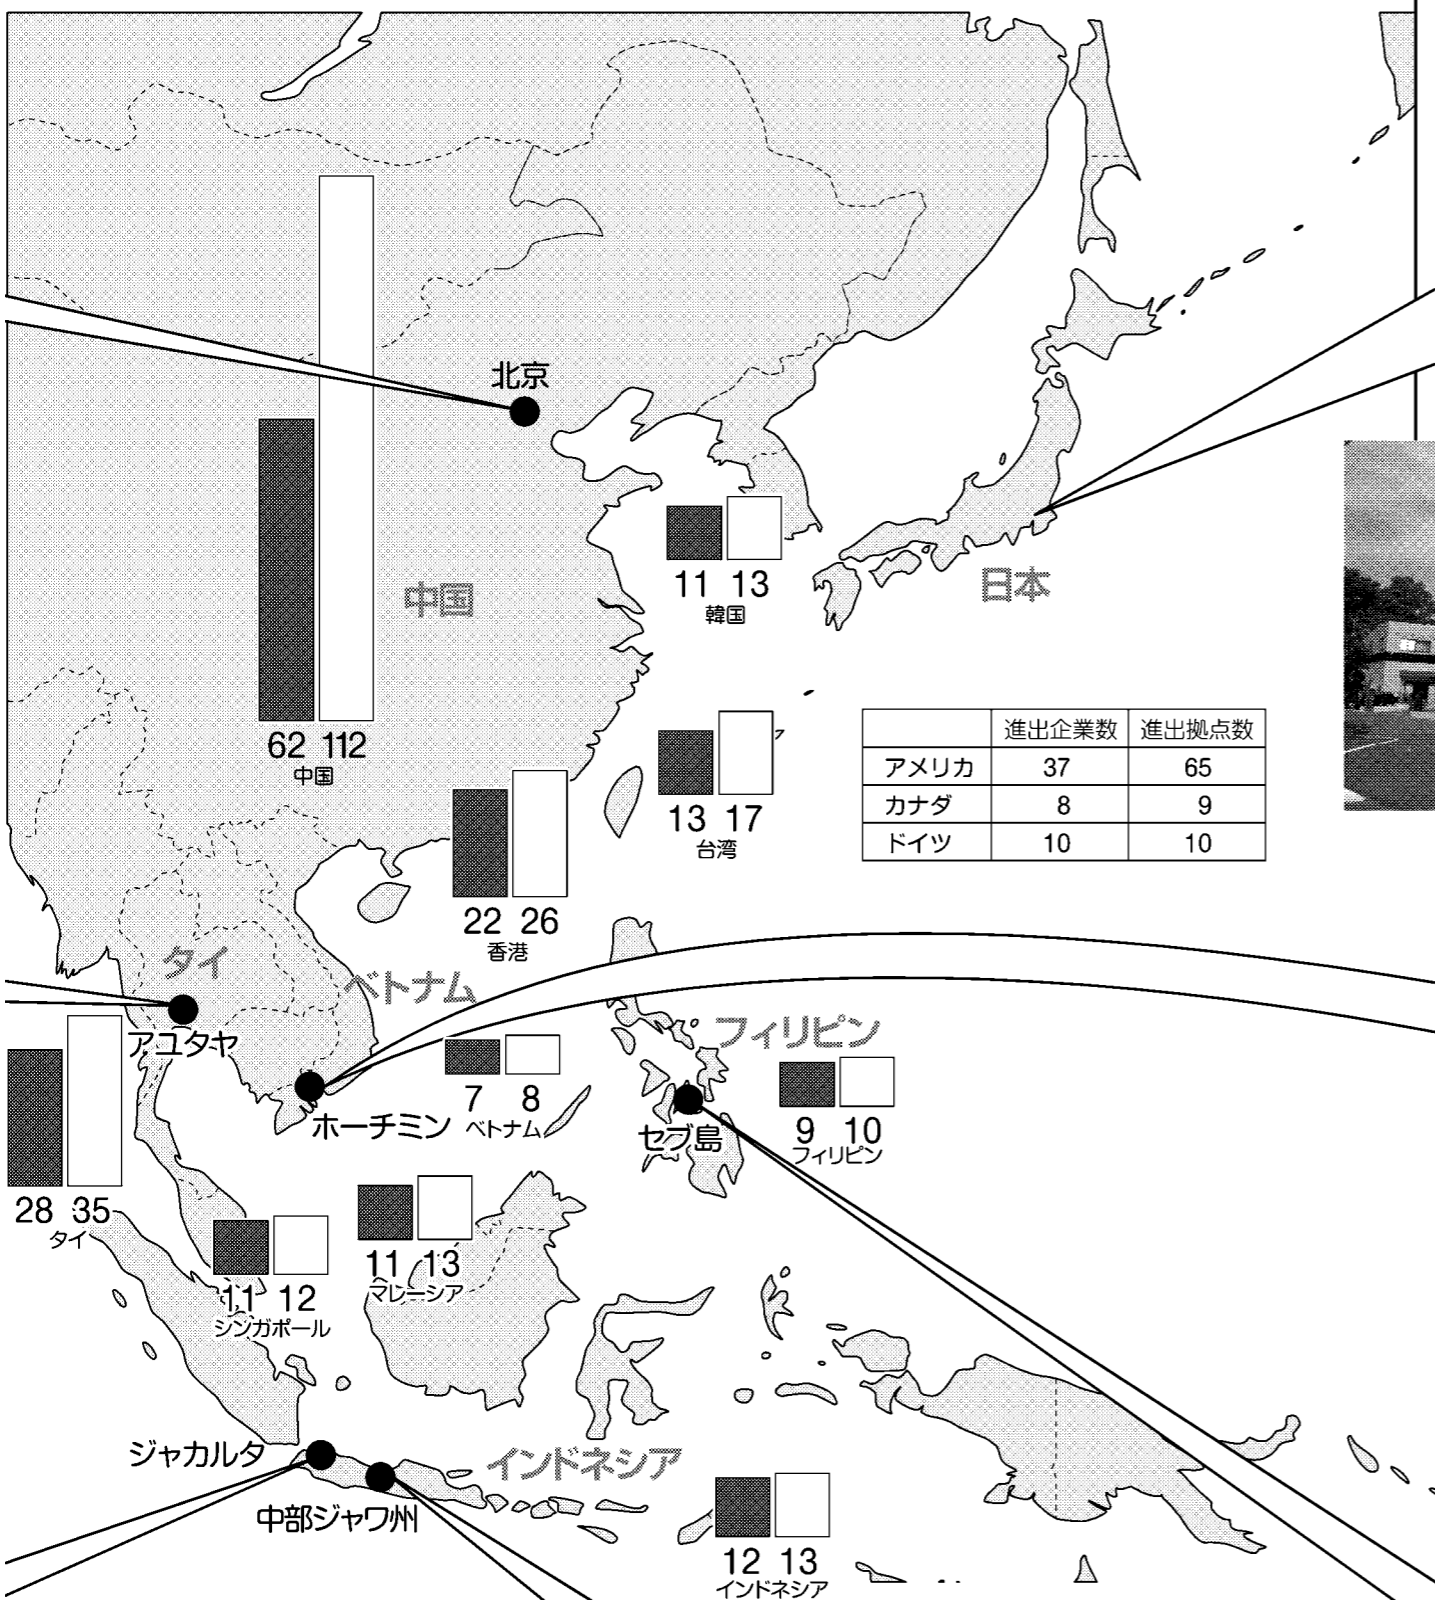 北京
中国
日本
11 13
韓国
62 112
中国
13 17
台湾
進出企業数 進出拠点数
アメリカ 37 65
カナダ 8 9
ドイツ 10 10
22 26
香港
タイ
ベトナム
アユタヤ
フィリピン
7 8
ベトナム
ホーチミン
セブ島
9 10
フィリピン
28 35
タイ
11 13
マレーシア
11 12
シンガポール
ジャカルタ
インドネシア
中部ジャワ州
12 13
インドネシア